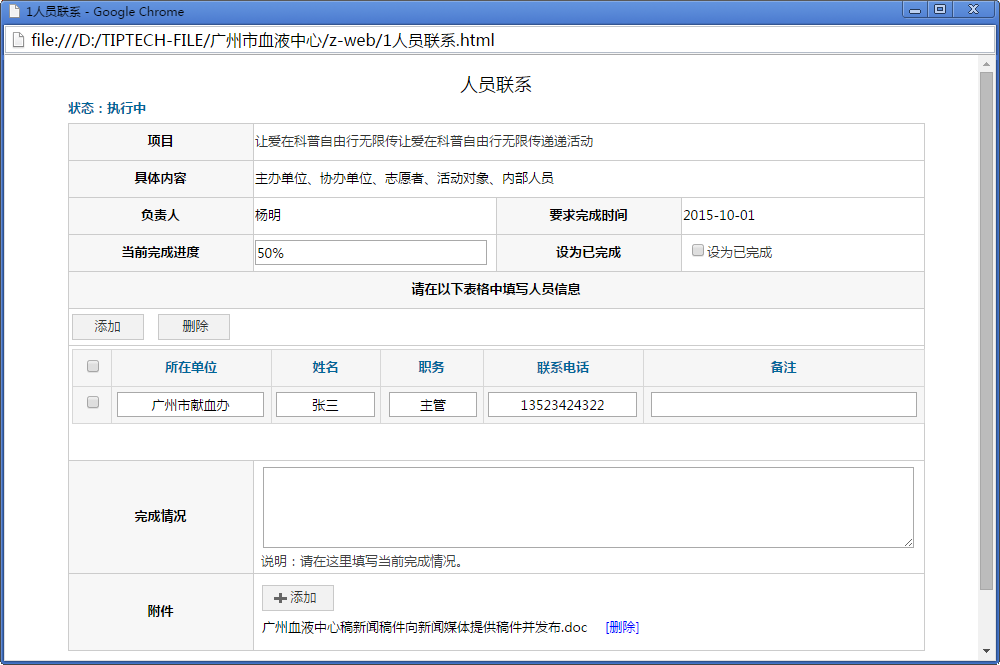 1人员联系 - Google Chrome
file:///D:/TIPTECH-FILE/广州市血液中心/z-web/1人员联系.html
人员联系
状态：执行中
项目 让爱在科普自由行无限传让爱在科普自由行无限传递递活动
具体内容 主办单位、协办单位、志愿者、活动对象、内部人员
负责人 杨明 要求完成时间 2015-10-01
当前完成进度 50% 设为已完成 设为已完成
请在以下表格中填写人员信息
添加 删除
所在单位 姓名 职务 联系电话 备注
广州市献血办 张三 主管 13523424322
完成情况
说明：请在这里填写当前完成情况。
附件
添加
广州血液中心稿新闻稿件向新闻媒体提供稿件并发布.doc [删除]